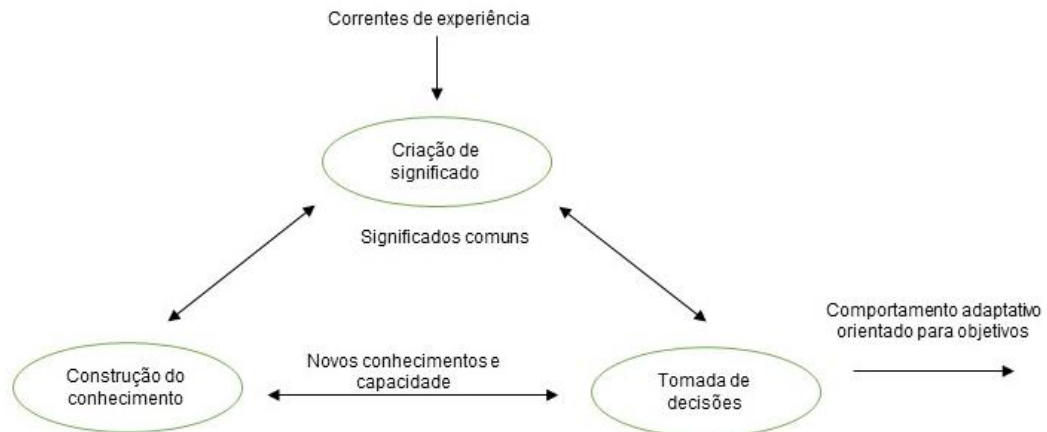 Correntes de experiência
Criação de
significado
Significados comuns
Comportamento adaptativo
orientado para objetivos
Novos conhecimentos e
capacidade
Construção do
conhecimento
Tomada de
decisões